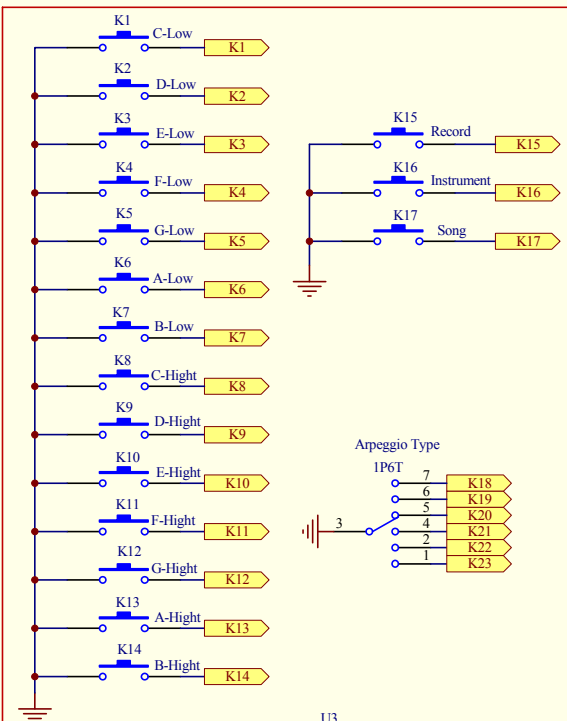 K1
C-Low
K1
K2
D-Low
K2
K3
E-Low
K3
K4
F-Low
K4
K5
G-Low
K5
K6
A-Low
K6
K7
B-Low
K7
K8
C-Hight
K8
K9
D-Hight
K9
K10
E-Hight
K10
K11
F-Hight
K11
K12
G-Hight
K12
K13
A-Hight
K13
K14
B-Hight
K14
K15
Record
K15
K16
Instrument
K16
K17
Song
K17
Arpeggio Type
1P6T
3
7 K18
6 K19
5 K20
4 K21
2 K22
1 K23
U3